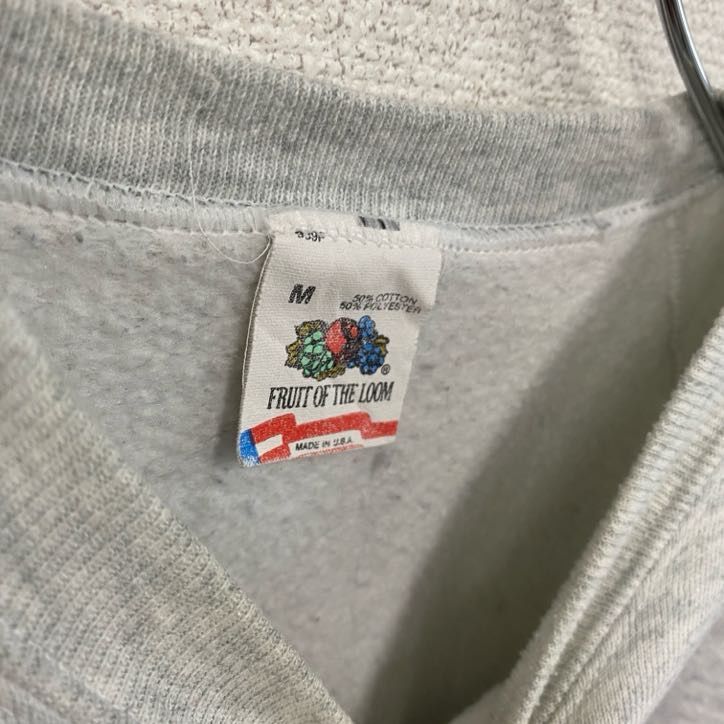 M
50% COTTON
50% POLYESTER
®
FRUIT OF THE LOOM
MADE IN U.S.A.